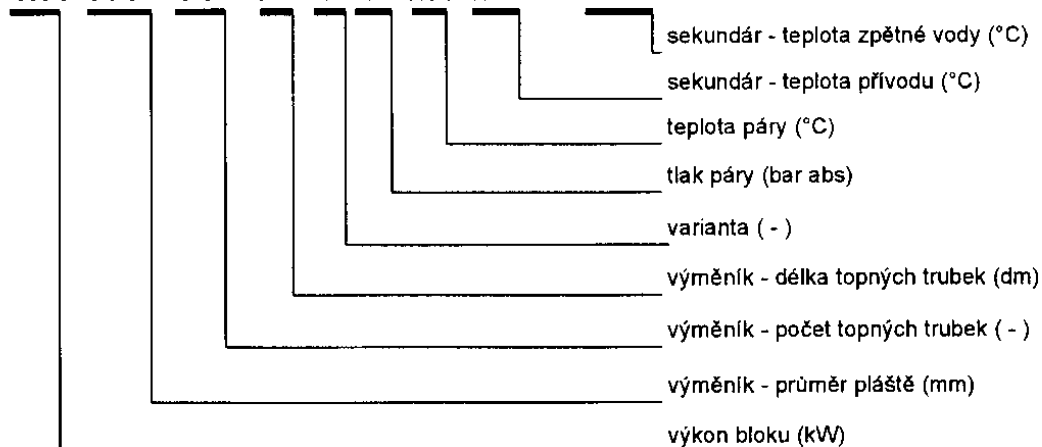 sekundár - teplota zpětné vody (°C)
sekundár - teplota přívodu (°C)
teplota páry (°C)
tlak páry (bar abs)
varianta ( - )
výměník - délka topných trubek (dm)
výměník - počet topných trubek ( - )
výměník - průměr pláště (mm)
výkon bloku (kW)